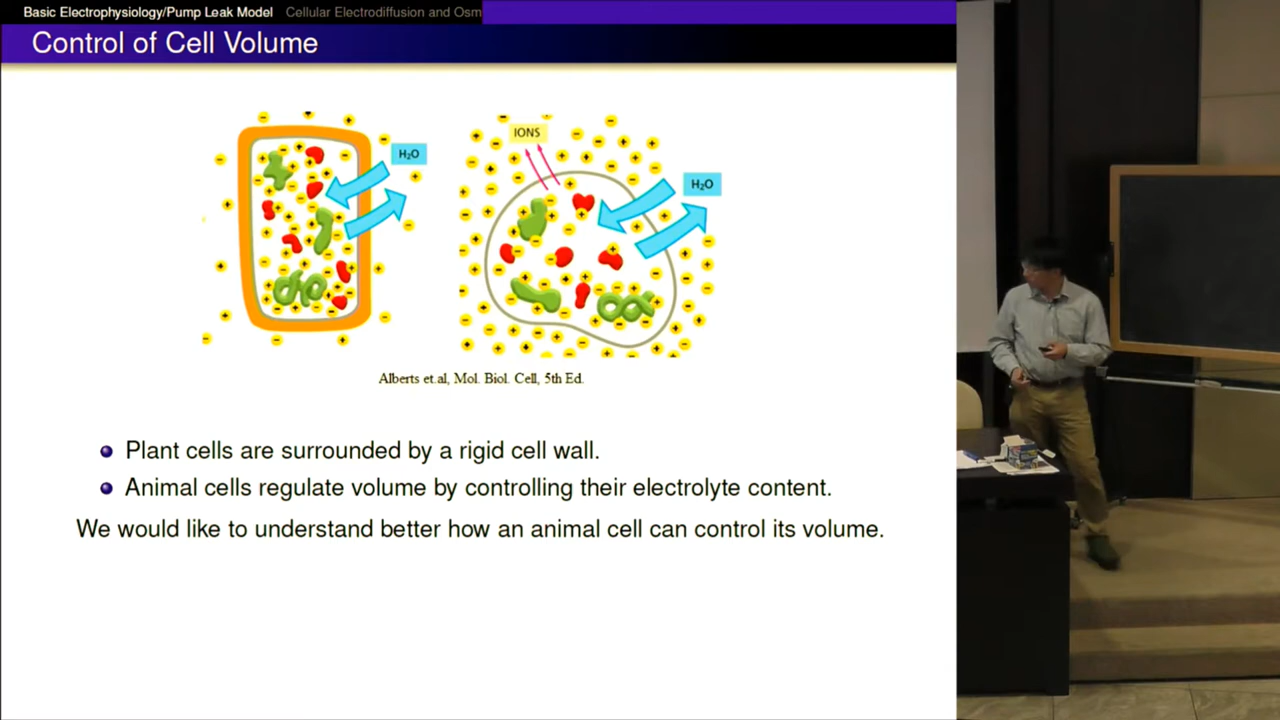 Basic Electrophysiology/Pump Leak Model Cellular Electrodiffusion and Osm
Control of Cell Volume
H₂O
IONS
H₂O
Alberts et.al, Mol. Biol. Cell, 5th Ed.
Plant cells are surrounded by a rigid cell wall.
Animal cells regulate volume by controlling their electrolyte content.
We would like to understand better how an animal cell can control its volume.